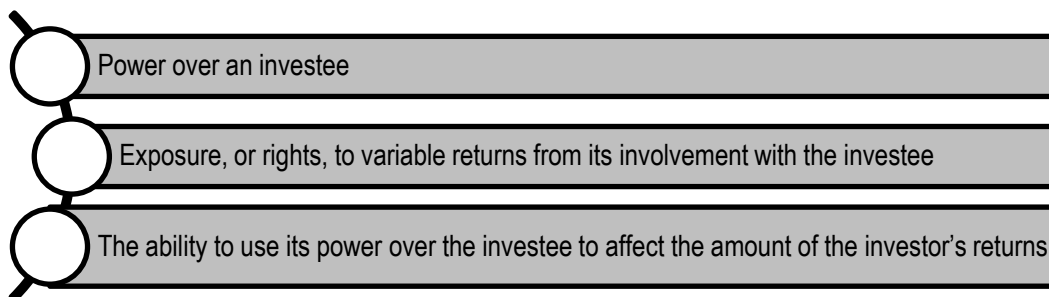 Power over an investee
Exposure, or rights, to variable returns from its involvement with the investee
The ability to use its power over the investee to affect the amount of the investor’s returns